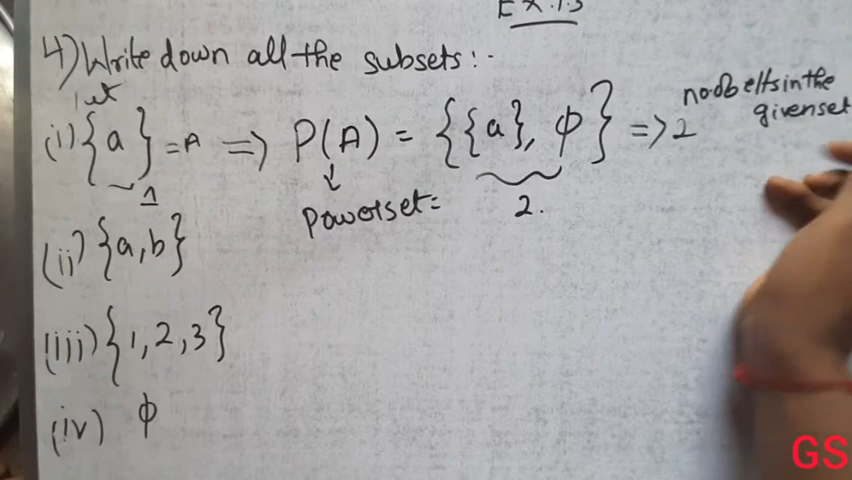 Ex. 1.3
4) Write down all the subsets :-
let
(i) {a} = A => P(A) = {{a}, φ} => 2 no. of elts in the given set
1
Powerset =
2.
(ii) {a, b}
(iii) {1, 2, 3}
(iv) φ
GS